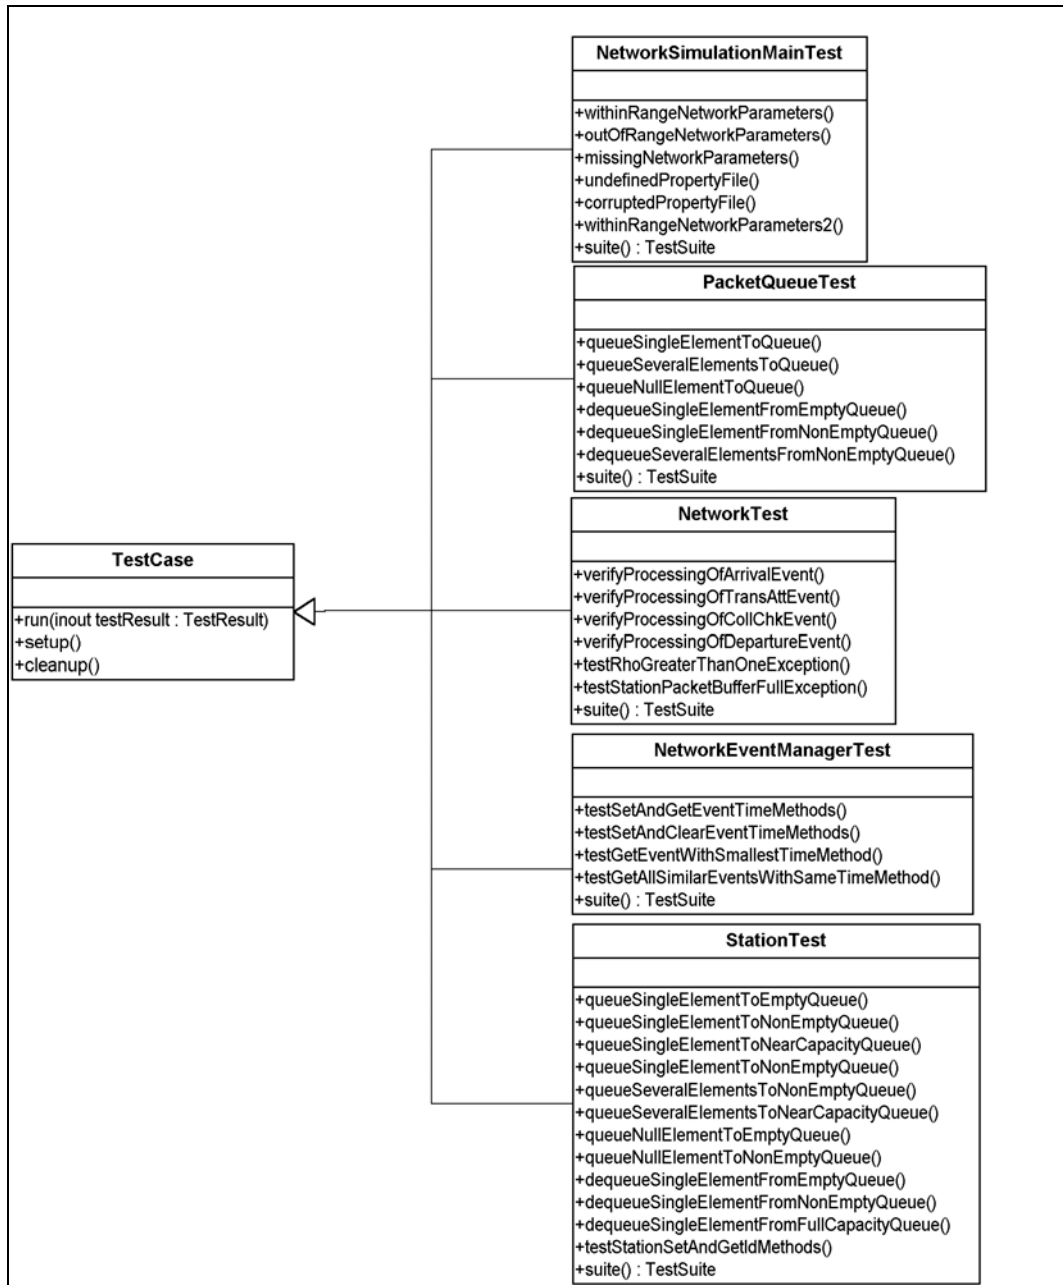 NetworkSimulationMainTest
+withinRangeNetworkParameters()
+outOfRangeNetworkParameters()
+missingNetworkParameters()
+undefinedPropertyFile()
+corruptedPropertyFile()
+withinRangeNetworkParameters2()
+suite() : TestSuite
PacketQueueTest
+queueSingleElementToQueue()
+queueSeveralElementsToQueue()
+queueNullElementToQueue()
+dequeueSingleElementFromEmptyQueue()
+dequeueSingleElementFromNonEmptyQueue()
+dequeueSeveralElementsFromNonEmptyQueue()
+suite() : TestSuite
NetworkTest
+verifyProcessingOfArrivalEvent()
+verifyProcessingOfTransAttEvent()
+verifyProcessingOfCollChkEvent()
+verifyProcessingOfDepartureEvent()
+testRhoGreaterThanOneException()
+testStationPacketBufferFullException()
+suite() : TestSuite
TestCase
+run(inout testResult : TestResult)
+setup()
+cleanup()
NetworkEventManagerTest
+testSetAndGetEventTimeMethods()
+testSetAndClearEventTimeMethods()
+testGetEventWithSmallestTimeMethod()
+testGetAllSimilarEventsWithSameTimeMethod()
+suite() : TestSuite
StationTest
+queueSingleElementToEmptyQueue()
+queueSingleElementToNonEmptyQueue()
+queueSingleElementToNearCapacityQueue()
+queueSingleElementToNonEmptyQueue()
+queueSeveralElementsToNonEmptyQueue()
+queueSeveralElementsToNearCapacityQueue()
+queueNullElementToEmptyQueue()
+queueNullElementToNonEmptyQueue()
+dequeueSingleElementFromEmptyQueue()
+dequeueSingleElementFromNonEmptyQueue()
+dequeueSingleElementFromFullCapacityQueue()
+testStationSetAndGetIdMethods()
+suite() : TestSuite